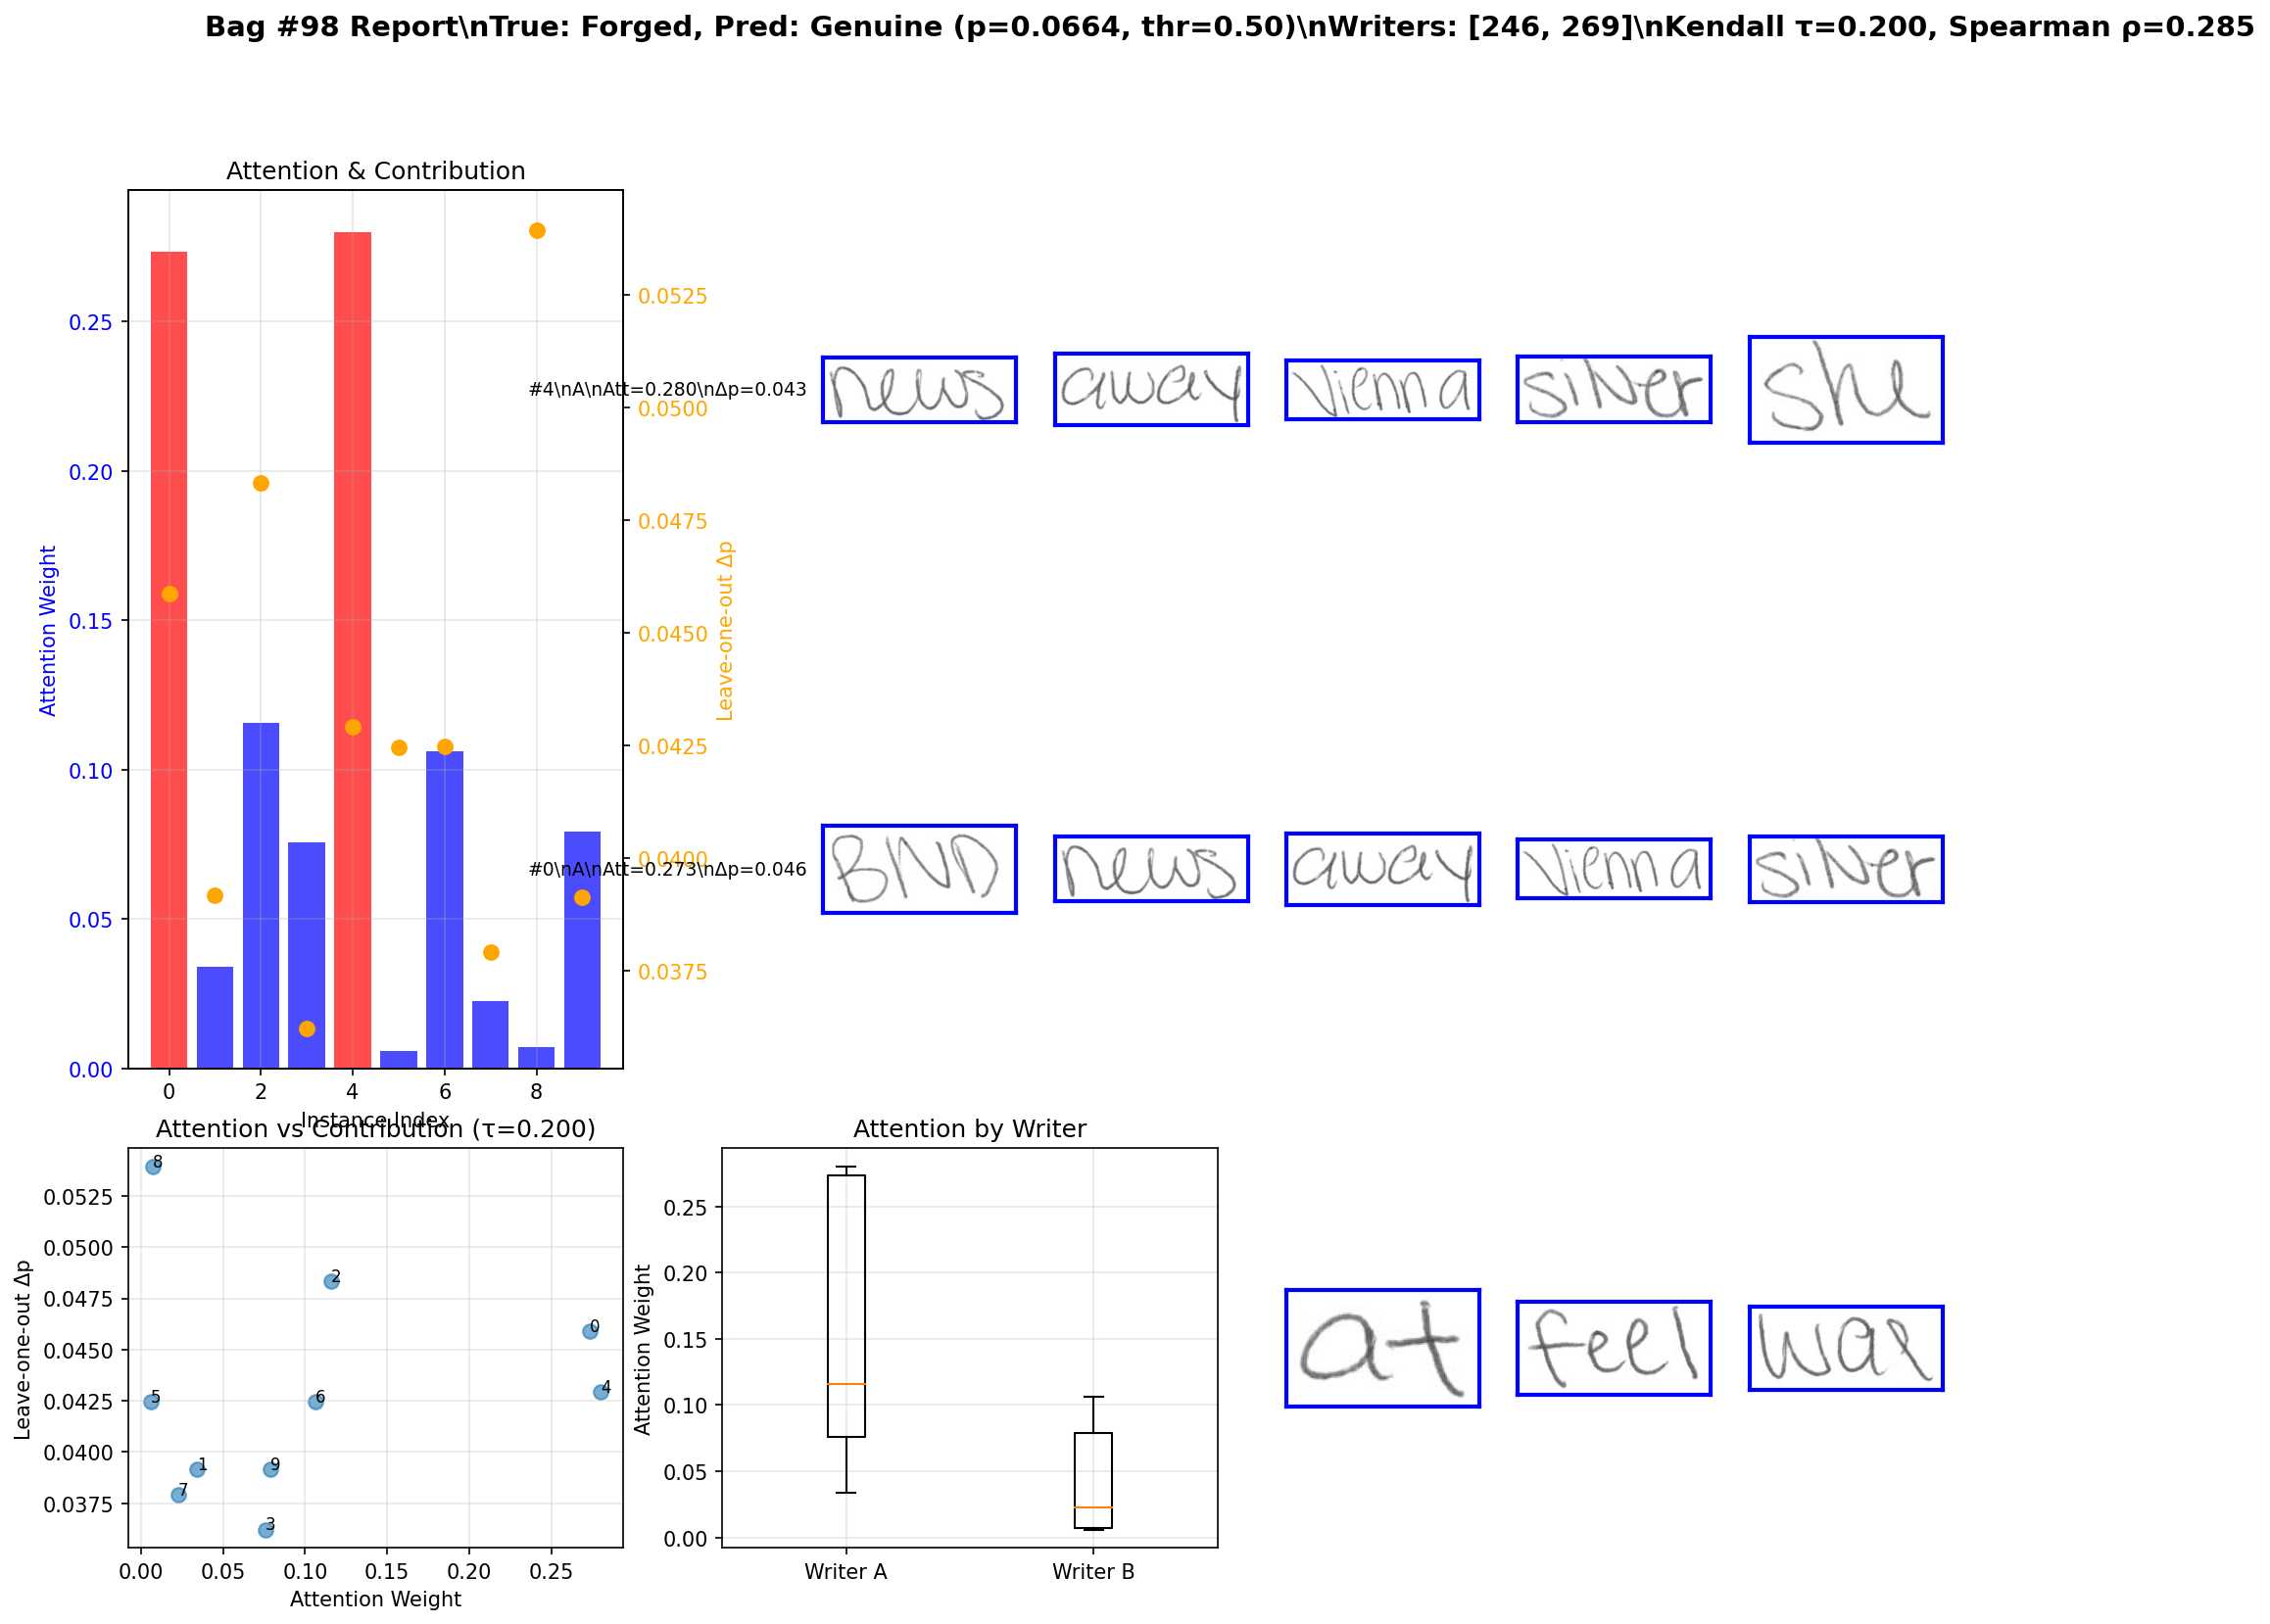 Bag #98 Report\nTrue: Forged, Pred: Genuine (p=0.0664, thr=0.50)\nWriters: [246, 269]\nKendall τ=0.200, Spearman ρ=0.285
Attention & Contribution
Attention Weight
0.25
0.20
0.15
0.10
0.05
0.00
0 2 4 6 8
Instance Index
0.0525
0.0500
0.0475
0.0450
0.0425
0.0400
0.0375
Leave-one-out Δp
#4\nA\nAtt=0.280\nΔp=0.043
news away Vienna silver she
#0\nA\nAtt=0.273\nΔp=0.046
BIND news away Vienna silver
Attention vs Contribution (τ=0.200)
Leave-one-out Δp
0.0525
0.0500
0.0475
0.0450
0.0425
0.0400
0.0375
8
2
0
4
5
6
1
9
7
3
0.00 0.05 0.10 0.15 0.20 0.25
Attention Weight
Attention by Writer
Attention Weight
0.25
0.20
0.15
0.10
0.05
0.00
Writer A Writer B
at feel was